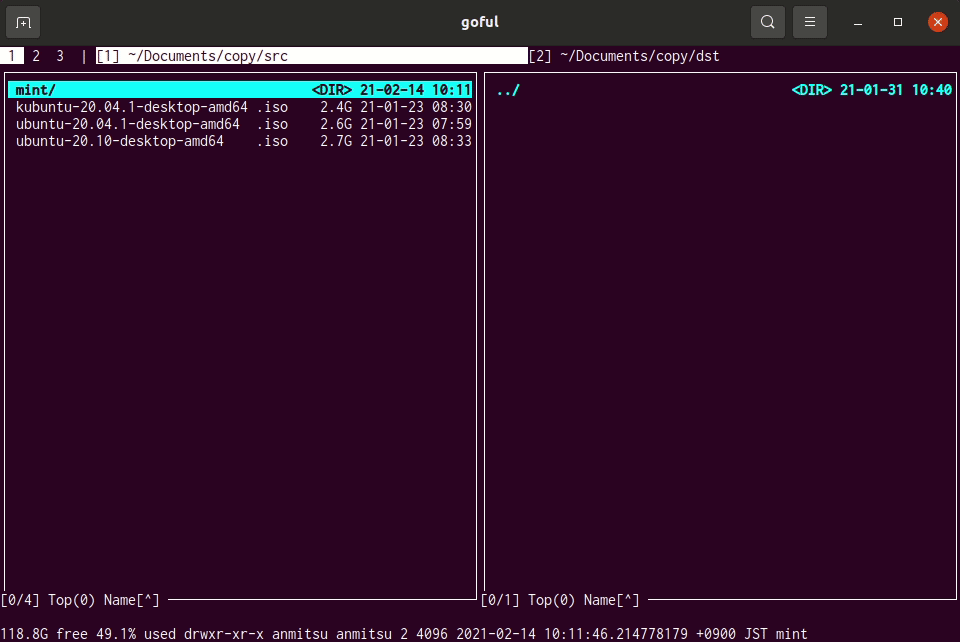 goful
1 2 3 | [1] ~/Documents/copy/src [2] ~/Documents/copy/dst
mint/ <DIR> 21-02-14 10:11
kubuntu-20.04.1-desktop-amd64 .iso 2.4G 21-01-23 08:30
ubuntu-20.04.1-desktop-amd64 .iso 2.6G 21-01-23 07:59
ubuntu-20.10-desktop-amd64 .iso 2.7G 21-01-23 08:33
../ <DIR> 21-01-31 10:40
[0/4] Top(0) Name[^]
[0/1] Top(0) Name[^]
118.8G free 49.1% used drwxr-xr-x anmitsu anmitsu 2 4096 2021-02-14 10:11:46.214778179 +0900 JST mint